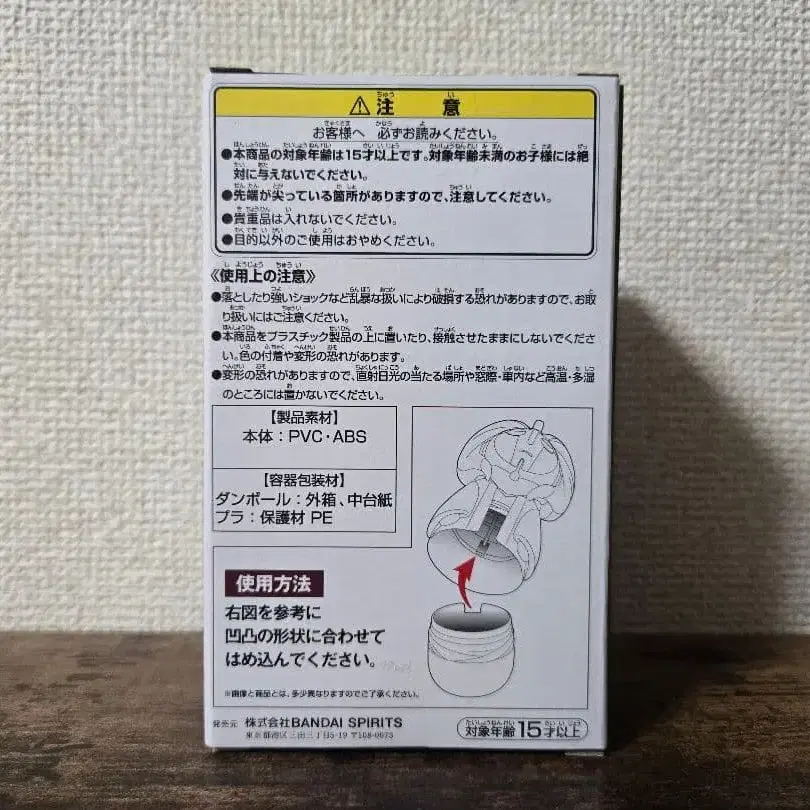 ⚠注意
お客様へ 必ずお読みください。
●本商品の対象年齢は15才以上です。対象年齢未満のお子様には絶
対に与えないでください。
●先端が尖っている箇所がありますので、注意してください。
●貴重品は入れないでください。
●目的以外のご使用はおやめください。
《使用上の注意》
●落としたり強いショックなど乱暴な扱いにより破損する恐れがありますので、お取
り扱いにはご注意ください。
●本商品をプラスチック製品の上に置いたり、接触させたままにしないでくださ
い。色の付着や変形の恐れがあります。
●変形の恐れがありますので、直射日光の当たる場所や窓際・車内など高温・多湿
のところには置かないでください。
【製品素材】
本体：PVC・ABS
【容器包装材】
ダンボール：外箱、中台紙
プラ：保護材 PE
使用方法
右図を参考に
凹凸の形状に合わせて
はめ込んでください。
※画像と商品とは、多少異なりますのでご了承ください。
発売元 株式会社BANDAI SPIRITS
東京都港区三田三丁目5-19 〒108-0073
対象年齢15才以上